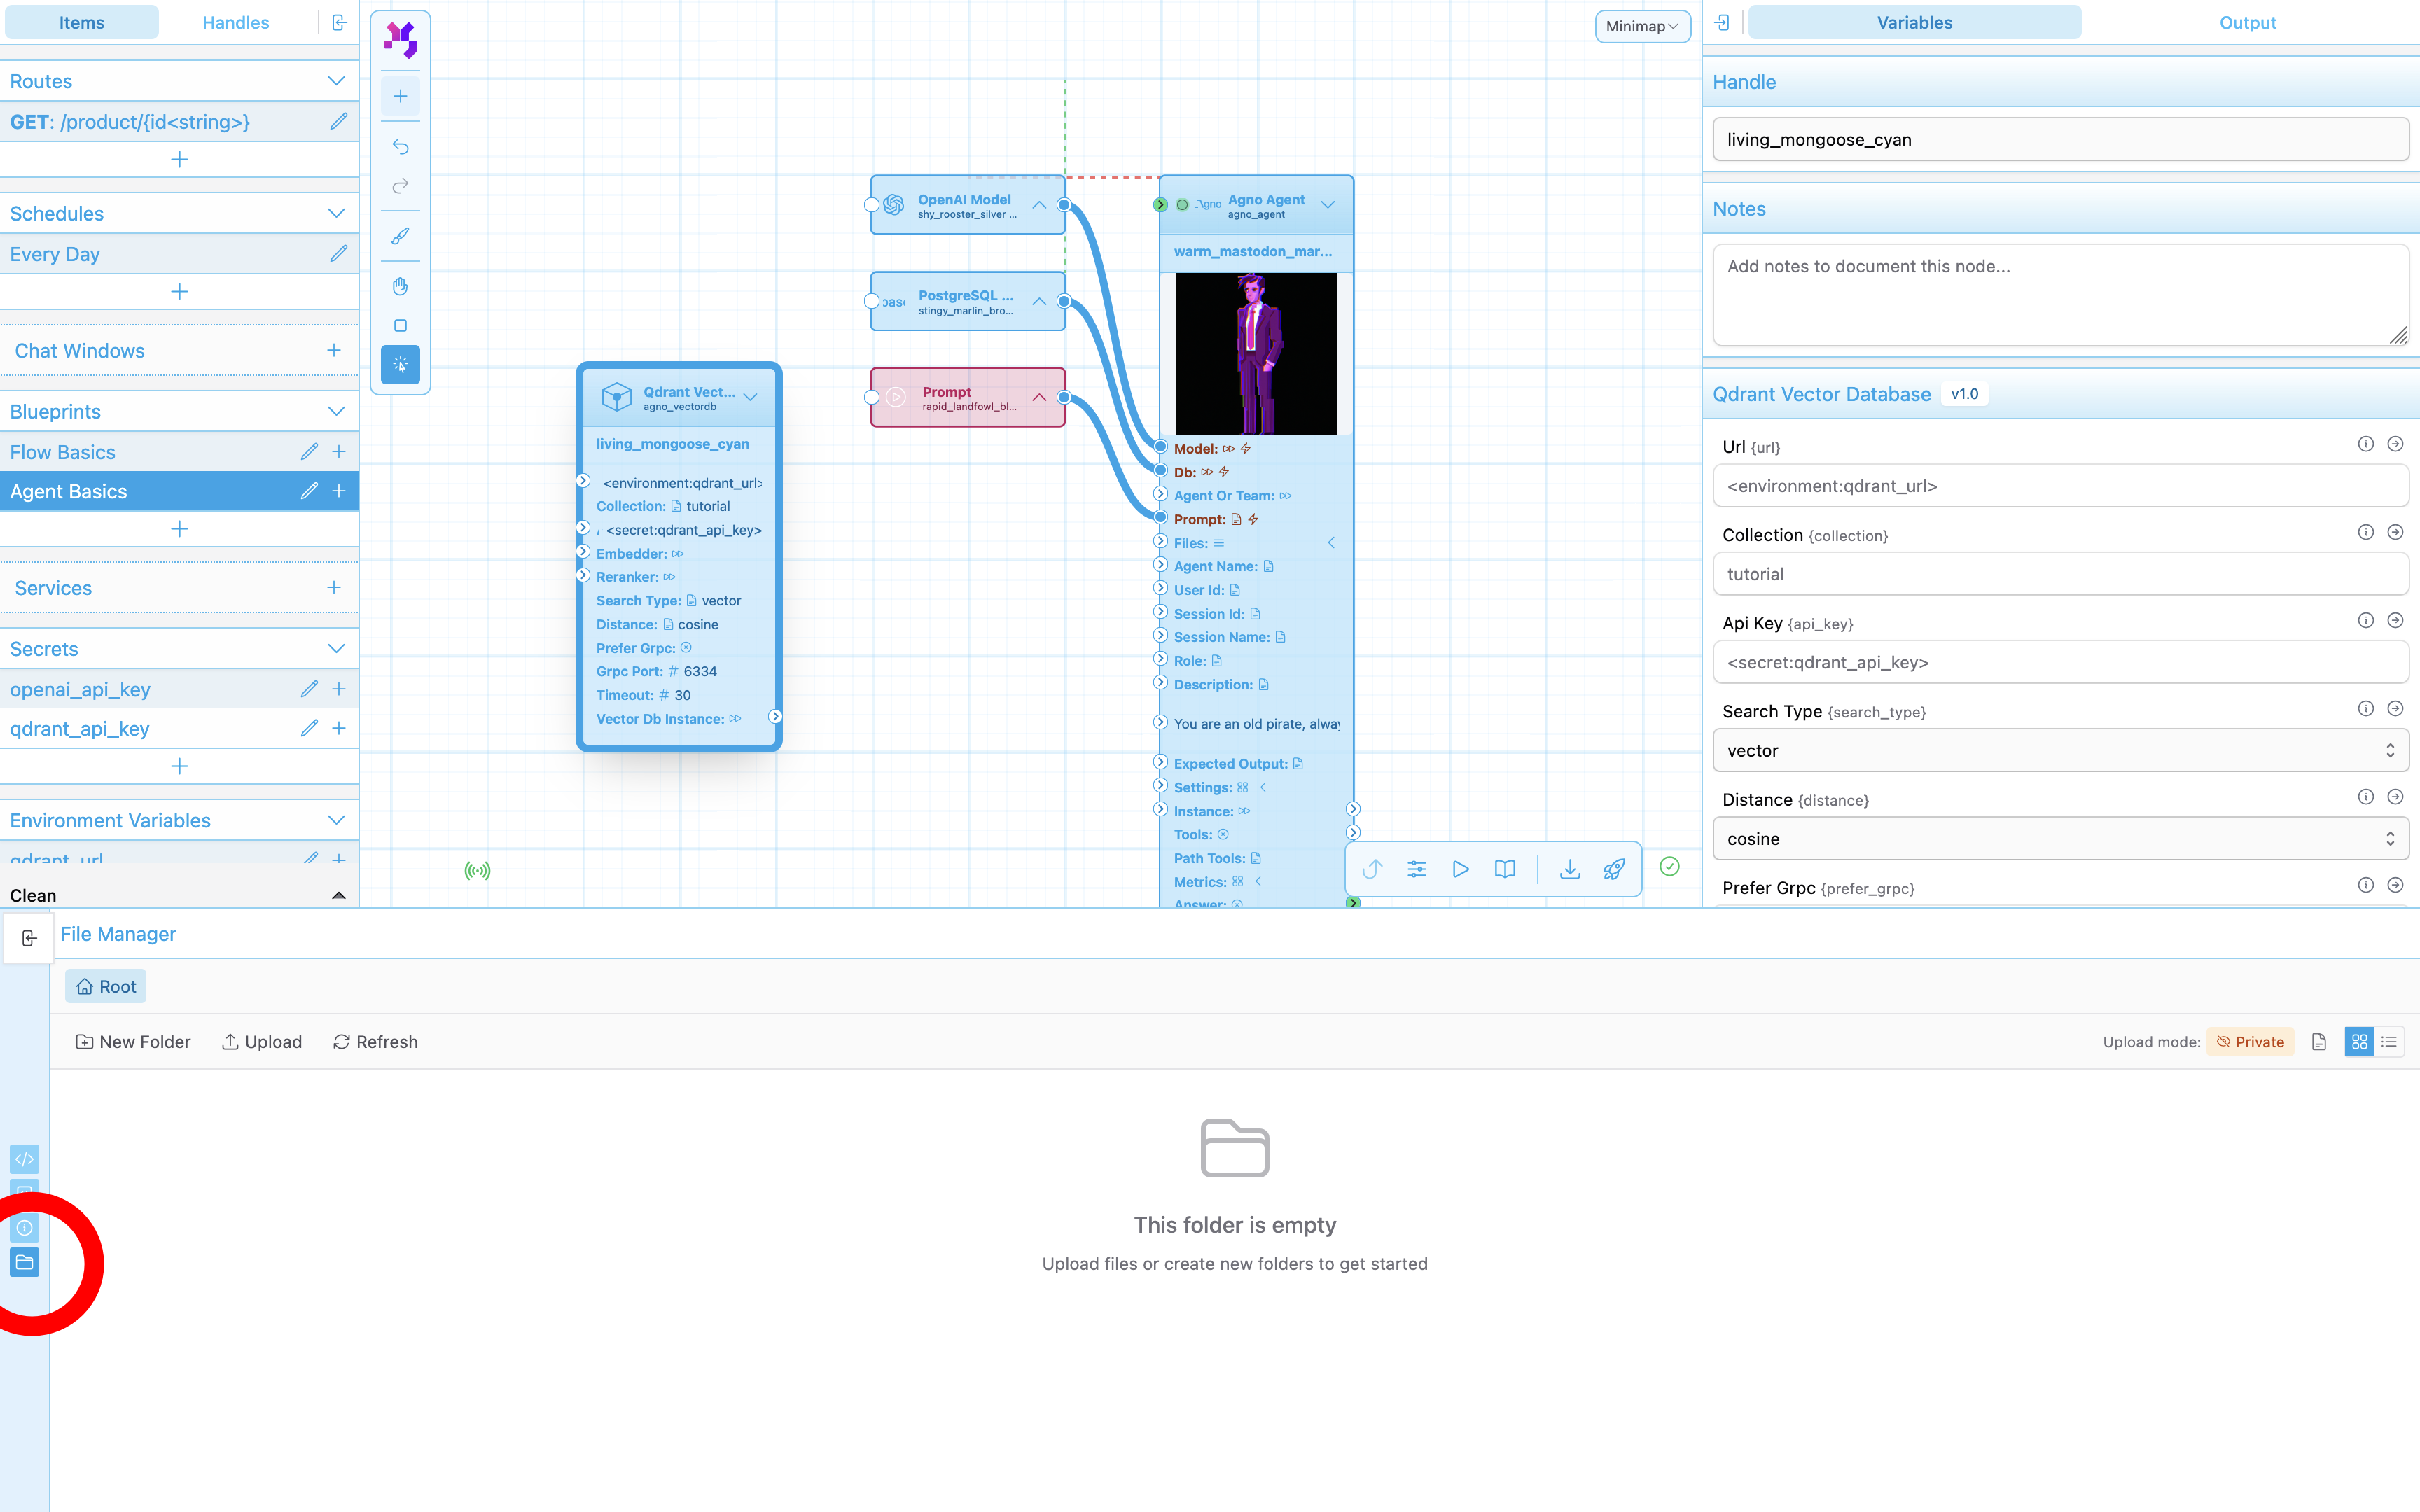 Items
Handles
Routes
GET: /product/{id<string>}
Schedules
Every Day
Chat Windows
Blueprints
Flow Basics
Agent Basics
Services
Secrets
openai_api_key
qdrant_api_key
Environment Variables
qdrant_url
Clean
Minimap
OpenAI Model
shy_rooster_silver ...
PostgreSQL ...
stingy_marlin_bro...
Prompt
rapid_landfowl_bl...
Qdrant Vect...
agno_vectordb
living_mongoose_cyan
<environment:qdrant_url>
Collection: tutorial
<secret:qdrant_api_key>
Embedder:
Reranker:
Search Type: vector
Distance: cosine
Prefer Grpc:
Grpc Port: # 6334
Timeout: # 30
Vector Db Instance:
agno
Agno Agent
agno_agent
warm_mastodon_mar...
Model:
Db:
Agent Or Team:
Prompt:
Files:
Agent Name:
User Id:
Session Id:
Session Name:
Role:
Description:
You are an old pirate, alway
Expected Output:
Settings:
Instance:
Tools:
Path Tools:
Metrics:
Answer:
Variables
Output
Handle
living_mongoose_cyan
Notes
Add notes to document this node...
Qdrant Vector Database v1.0
Url {url}
<environment:qdrant_url>
Collection {collection}
tutorial
Api Key {api_key}
<secret:qdrant_api_key>
Search Type {search_type}
vector
Distance {distance}
cosine
Prefer Grpc {prefer_grpc}
File Manager
Root
New Folder
Upload
Refresh
Upload mode: Private
This folder is empty
Upload files or create new folders to get started